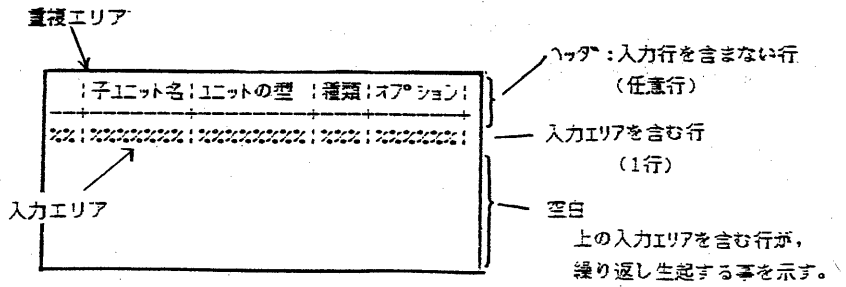 重複エリア
ヘッダ:入力行を含まない行
(任意行)
¦子ユニット名¦ユニットの型 ¦種類¦オプション¦
%%¦%%%%%%%¦%%%%%%%%%¦%%%¦%%%%%%%¦
入力エリアを含む行
(1行)
入力エリア
空白
上の入力エリアを含む行が,
繰り返し生起する事を示す。